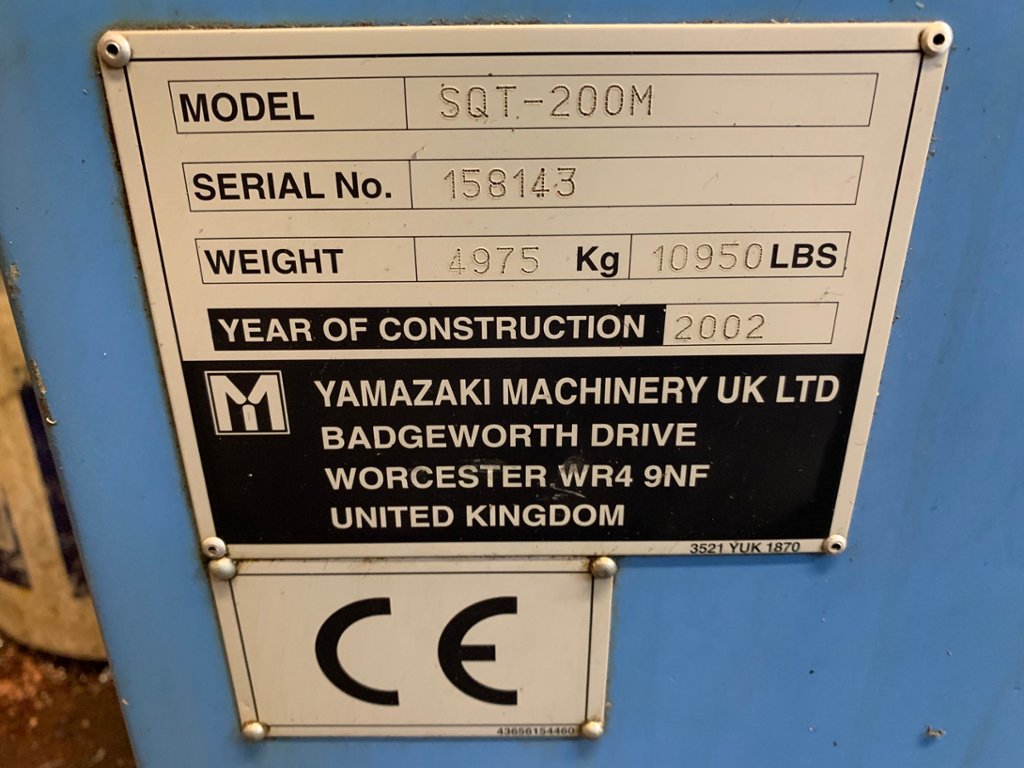 MODEL SQT-200M
SERIAL No. 158143
WEIGHT 4975 Kg 10950 LBS
YEAR OF CONSTRUCTION 2002
M YAMAZAKI MACHINERY UK LTD
BADGEWORTH DRIVE
WORCESTER WR4 9NF
UNITED KINGDOM
3521 YUK 1870
CE
43656154460